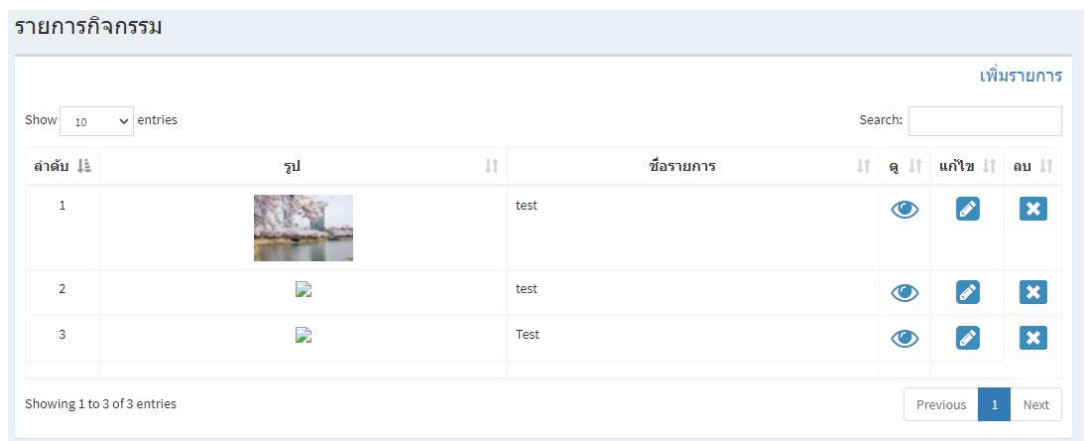 รายการกิจกรรม
เพิ่มรายการ
Show 10 entries Search:
ลำดับ รูป ชื่อรายการ ดู แก้ไข ลบ
1 test
2 test
3 Test
Showing 1 to 3 of 3 entries Previous 1 Next